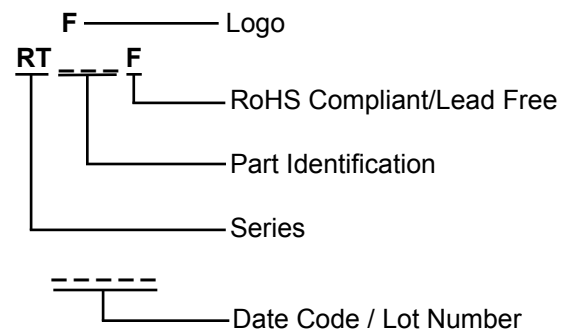 F Logo
RT _ _ _ F
RoHS Compliant/Lead Free
Part Identification
Series
_ _ _ _ _ _
Date Code / Lot Number